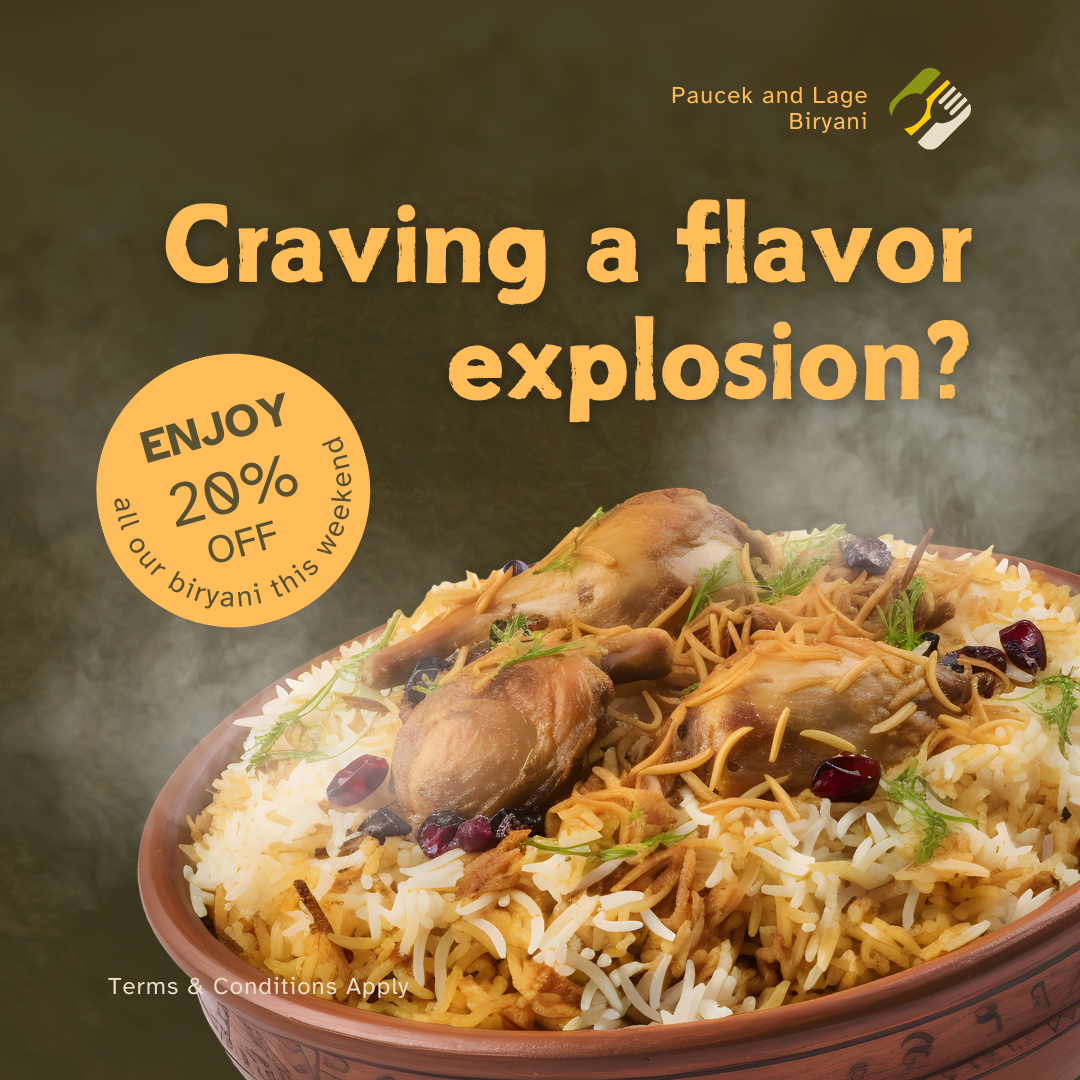 Paucek and Lage
Biryani
Craving a flavor
explosion?
ENJOY
20%
OFF
all our biryani this weekend
Terms & Conditions Apply